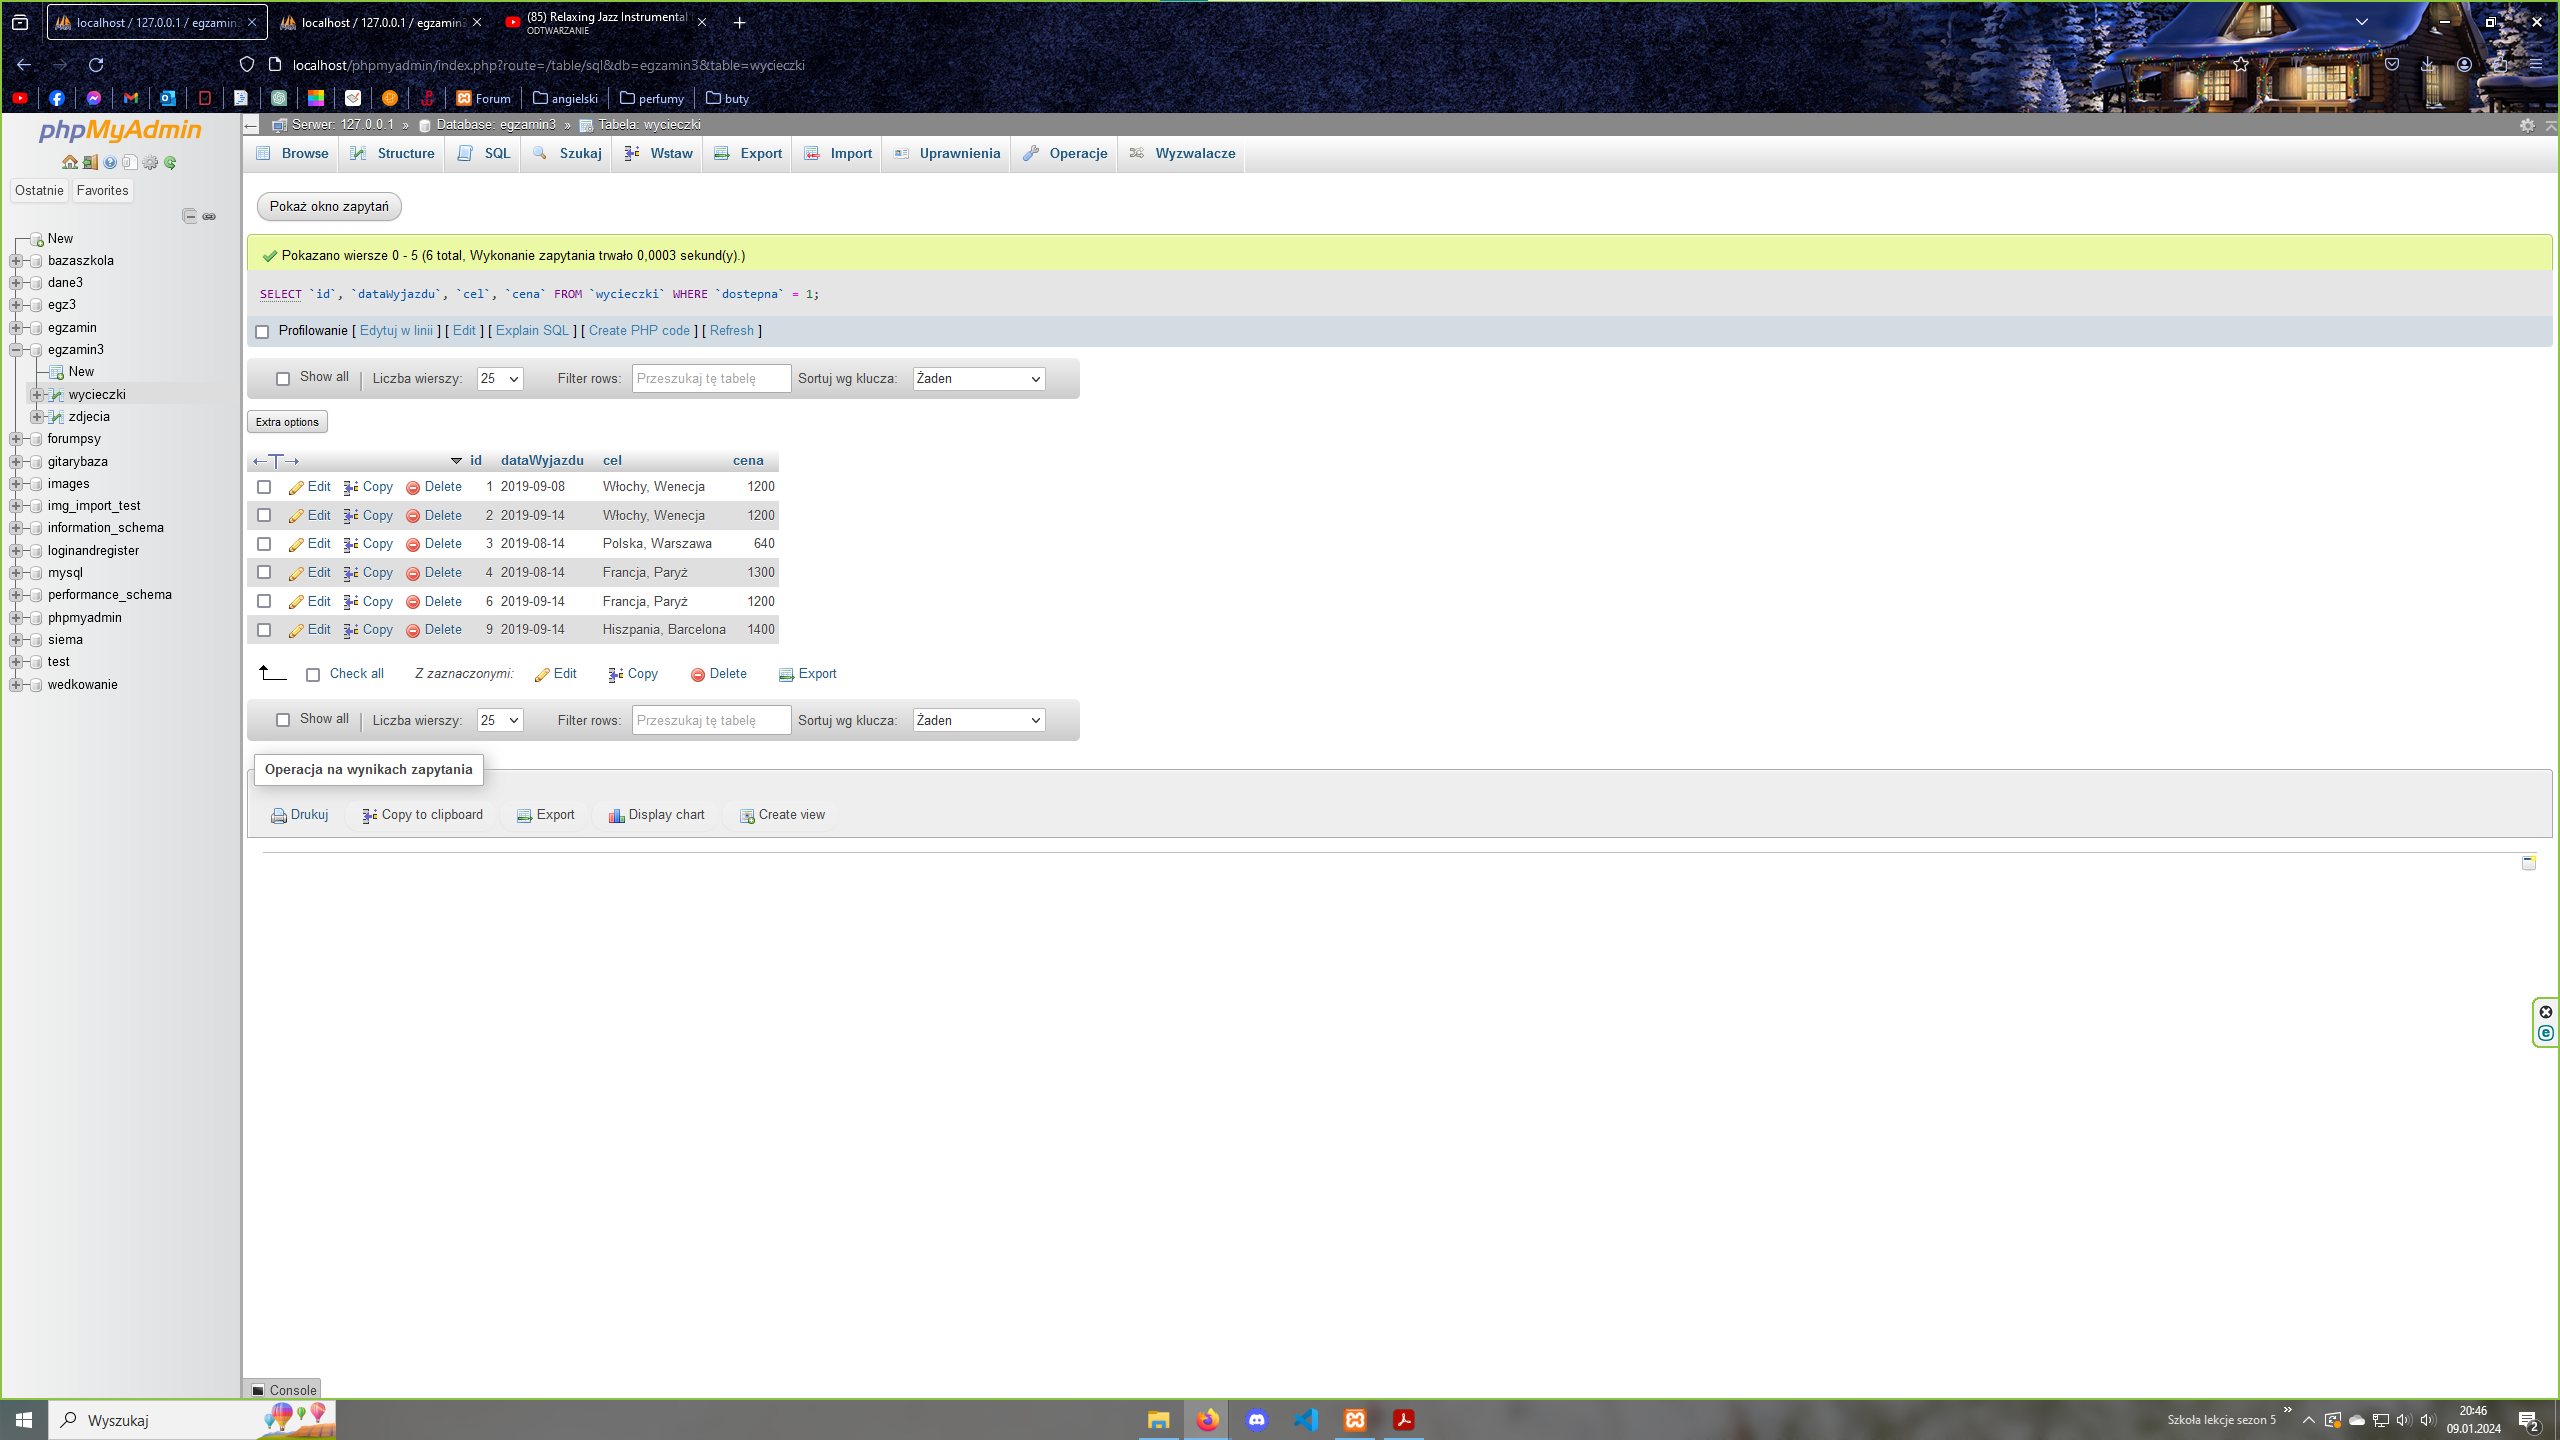 localhost / 127.0.0.1 / egzamin
localhost / 127.0.0.1 / egzamin
(85) Relaxing Jazz Instrumental
ODTWARZANIE
localhost/phpmyadmin/index.php?route=/table/sql&db=egzamin3&table=wycieczki
Forum
angielski
perfumy
buty
phpMyAdmin
Ostatnie
Favorites
New
bazaszkola
dane3
egz3
egzamin
egzamin3
New
wycieczki
zdjecia
forumpsy
gitarybaza
images
img_import_test
information_schema
loginandregister
mysql
performance_schema
phpmyadmin
siema
test
wedkowanie
Serwer: 127.0.0.1 » Database: egzamin3 » Tabela: wycieczki
Browse Structure SQL Szukaj Wstaw Export Import Uprawnienia Operacje Wyzwalacze
Pokaż okno zapytań
Pokazano wiersze 0 - 5 (6 total, Wykonanie zapytania trwało 0,0003 sekund(y).)
SELECT `id`, `dataWyjazdu`, `cel`, `cena` FROM `wycieczki` WHERE `dostepna` = 1;
Profilowanie [ Edytuj w linii ] [ Edit ] [ Explain SQL ] [ Create PHP code ] [ Refresh ]
Show all Liczba wierszy: 25 Filter rows: Przeszukaj tę tabelę Sortuj wg klucza: Żaden
Extra options
←T→ id dataWyjazdu cel cena
Edit Copy Delete 1 2019-09-08 Włochy, Wenecja 1200
Edit Copy Delete 2 2019-09-14 Włochy, Wenecja 1200
Edit Copy Delete 3 2019-08-14 Polska, Warszawa 640
Edit Copy Delete 4 2019-08-14 Francja, Paryż 1300
Edit Copy Delete 6 2019-09-14 Francja, Paryż 1200
Edit Copy Delete 9 2019-09-14 Hiszpania, Barcelona 1400
Check all Z zaznaczonymi: Edit Copy Delete Export
Show all Liczba wierszy: 25 Filter rows: Przeszukaj tę tabelę Sortuj wg klucza: Żaden
Operacja na wynikach zapytania
Drukuj Copy to clipboard Export Display chart Create view
Console
Wyszukaj
Szkoła lekcje sezon 5 »
20:46
09.01.2024
2